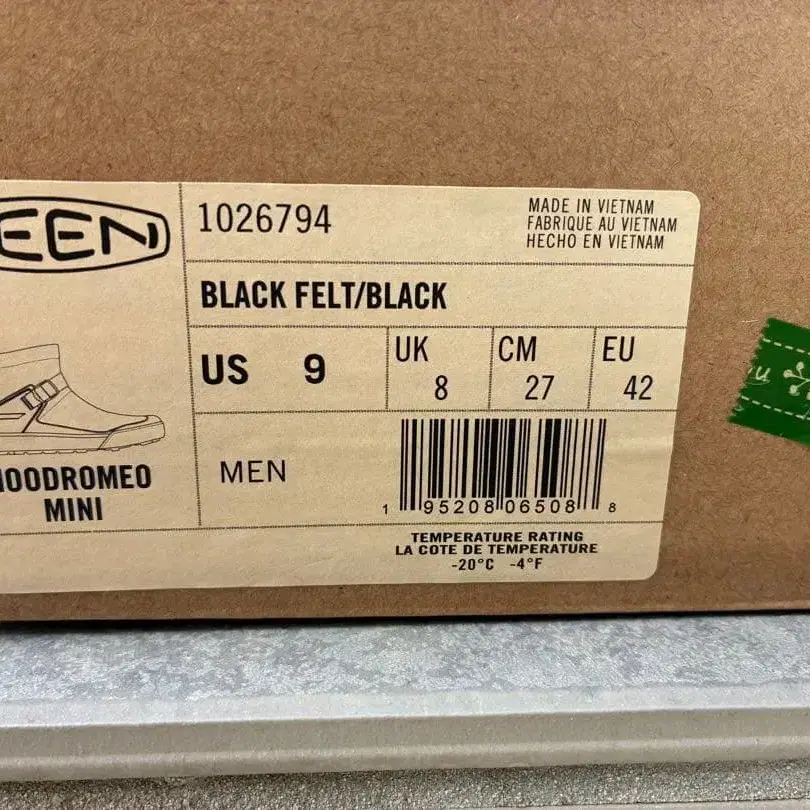 EEN
1026794
MADE IN VIETNAM
FABRIQUE AU VIETNAM
HECHO EN VIETNAM
BLACK FELT/BLACK
US 9
UK 8
CM 27
EU 42
MEN
HOODROMEO
MINI
1 95208 06508 8
TEMPERATURE RATING
LA COTE DE TEMPERATURE
-20°C -4°F